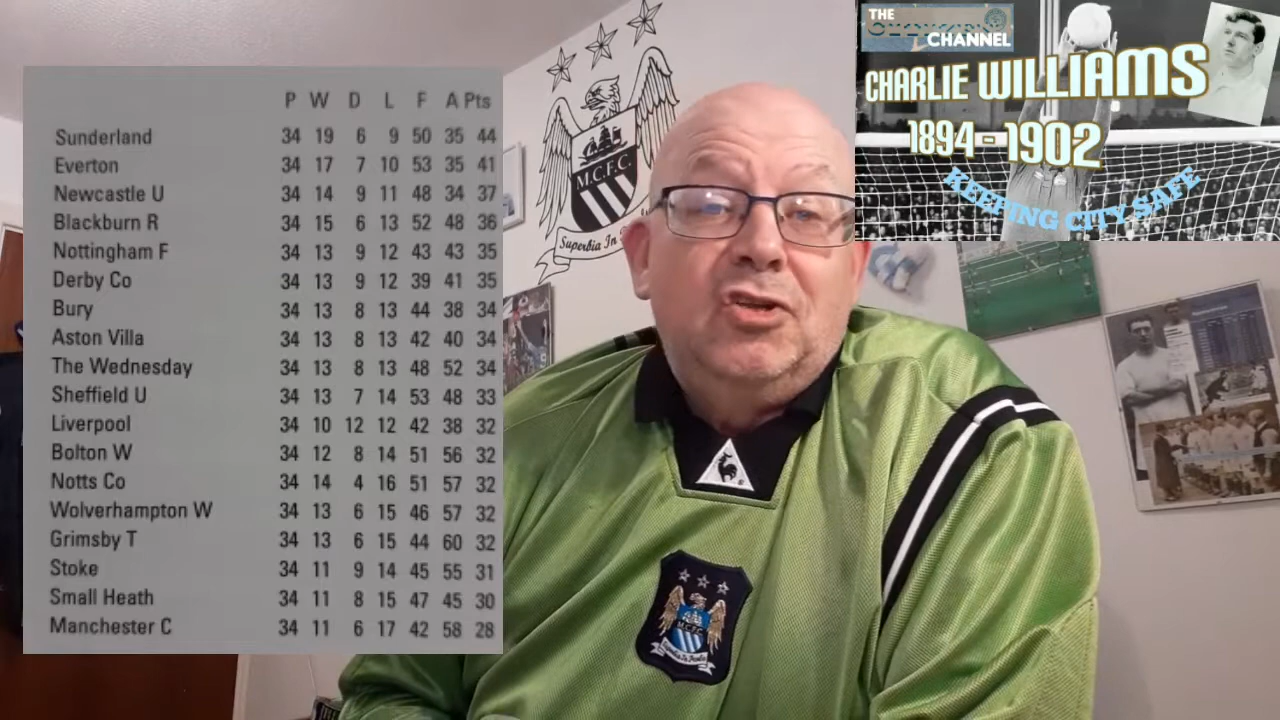 P W D L F A Pts
Sunderland 34 19 6 9 50 35 44
Everton 34 17 7 10 53 35 41
Newcastle U 34 14 9 11 48 34 37
Blackburn R 34 15 6 13 52 48 36
Nottingham F 34 13 9 12 43 43 35
Derby Co 34 13 9 12 39 41 35
Bury 34 13 8 13 44 38 34
Aston Villa 34 13 8 13 42 40 34
The Wednesday 34 13 8 13 48 52 34
Sheffield U 34 13 7 14 53 48 33
Liverpool 34 10 12 12 42 38 32
Bolton W 34 12 8 14 51 56 32
Notts Co 34 14 4 16 51 57 32
Wolverhampton W 34 13 6 15 46 57 32
Grimsby T 34 13 6 15 44 60 32
Stoke 34 11 9 14 45 55 31
Small Heath 34 11 8 15 47 45 30
Manchester C 34 11 6 17 42 58 28
M.C.F.C
Superbia In
THE
CHANNEL
CHARLIE WILLIAMS
1894-1902
KEEPING CITY SAFE
M.C.F.C